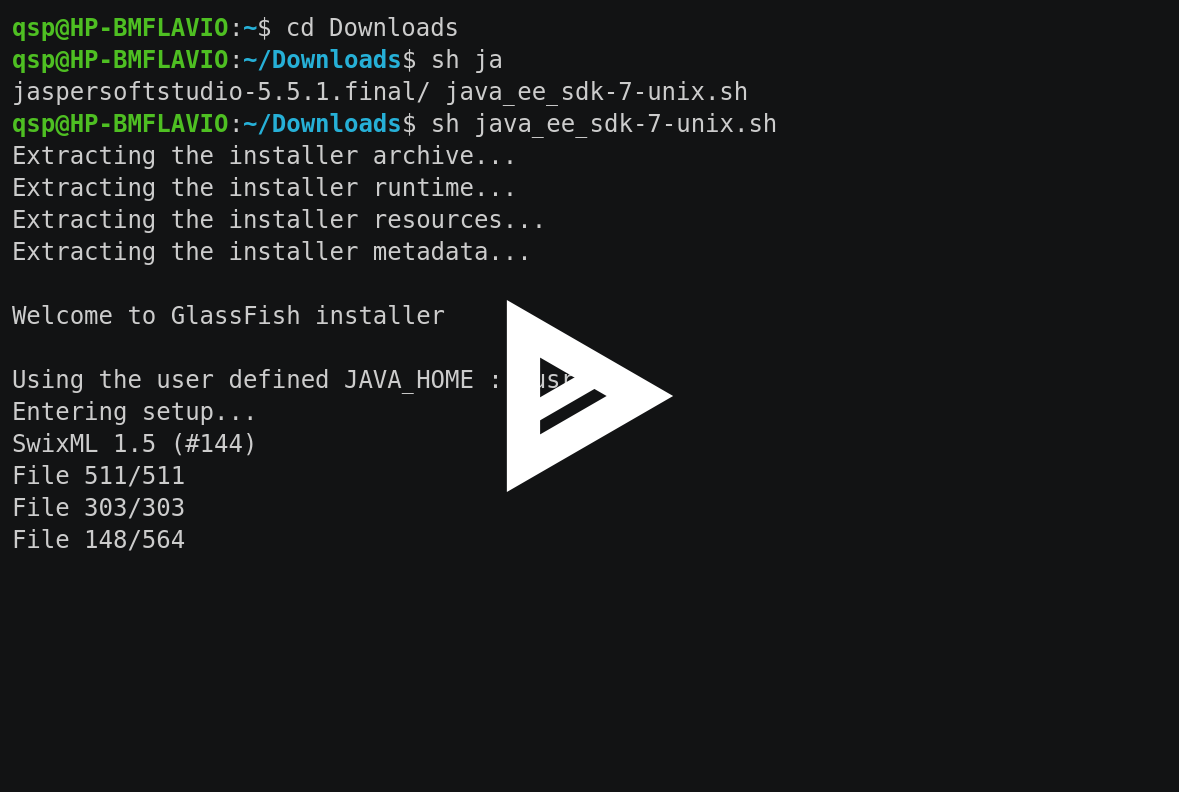 qsp@HP-BMFLAVIO:~$ cd Downloads
qsp@HP-BMFLAVIO:~/Downloads$ sh ja
jaspersoftstudio-5.5.1.final/ java_ee_sdk-7-unix.sh
qsp@HP-BMFLAVIO:~/Downloads$ sh java_ee_sdk-7-unix.sh
Extracting the installer archive...
Extracting the installer runtime...
Extracting the installer resources...
Extracting the installer metadata...
Welcome to GlassFish installer
Using the user defined JAVA_HOME :
Entering setup...
SwixML 1.5 (#144)
File 511/511
File 303/303
File 148/564